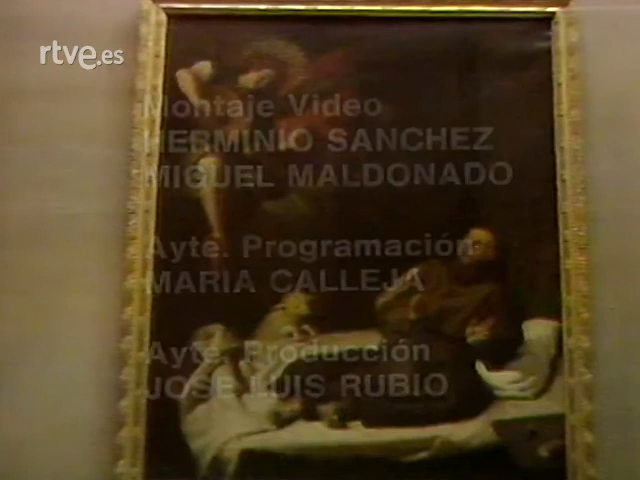 rtve.es
Montaje Video
HERMINIO SANCHEZ
MIGUEL MALDONADO
Ayte. Programación
MARIA CALLEJA
Ayte. Producción
JOSE LUIS RUBIO